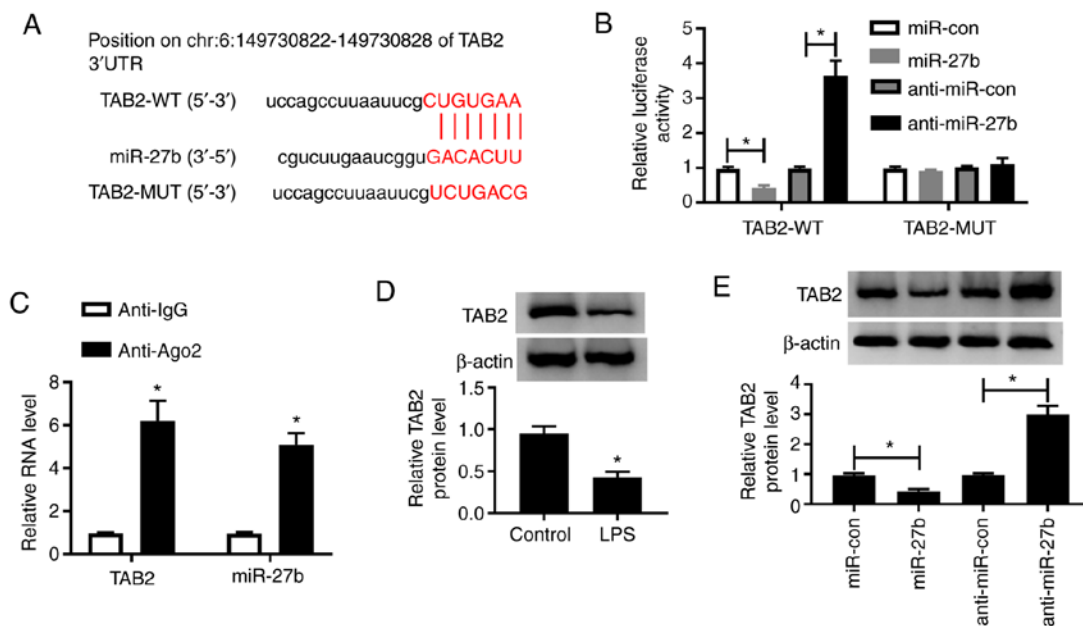 A
Position on chr:6:149730822-149730828 of TAB2
3′UTR
TAB2-WT (5′-3′) uccagccuuaauucgCUGUGAA
miR-27b (3′-5′) cgucuugaaucgguGACACUU
TAB2-MUT (5′-3′) uccagccuuaauucgUCUGACG
B
Relative luciferase
activity
5
4
3
2
1
0
*
*
TAB2-WT
TAB2-MUT
miR-con
miR-27b
anti-miR-con
anti-miR-27b
C
Anti-IgG
Anti-Ago2
Relative RNA level
8
6
4
2
0
*
*
TAB2
miR-27b
D
TAB2
β-actin
Relative TAB2
protein level
1.5
1.0
0.5
0.0
*
Control
LPS
E
TAB2
β-actin
Relative TAB2
protein level
4
3
2
1
0
*
*
miR-con
miR-27b
anti-miR-con
anti-miR-27b